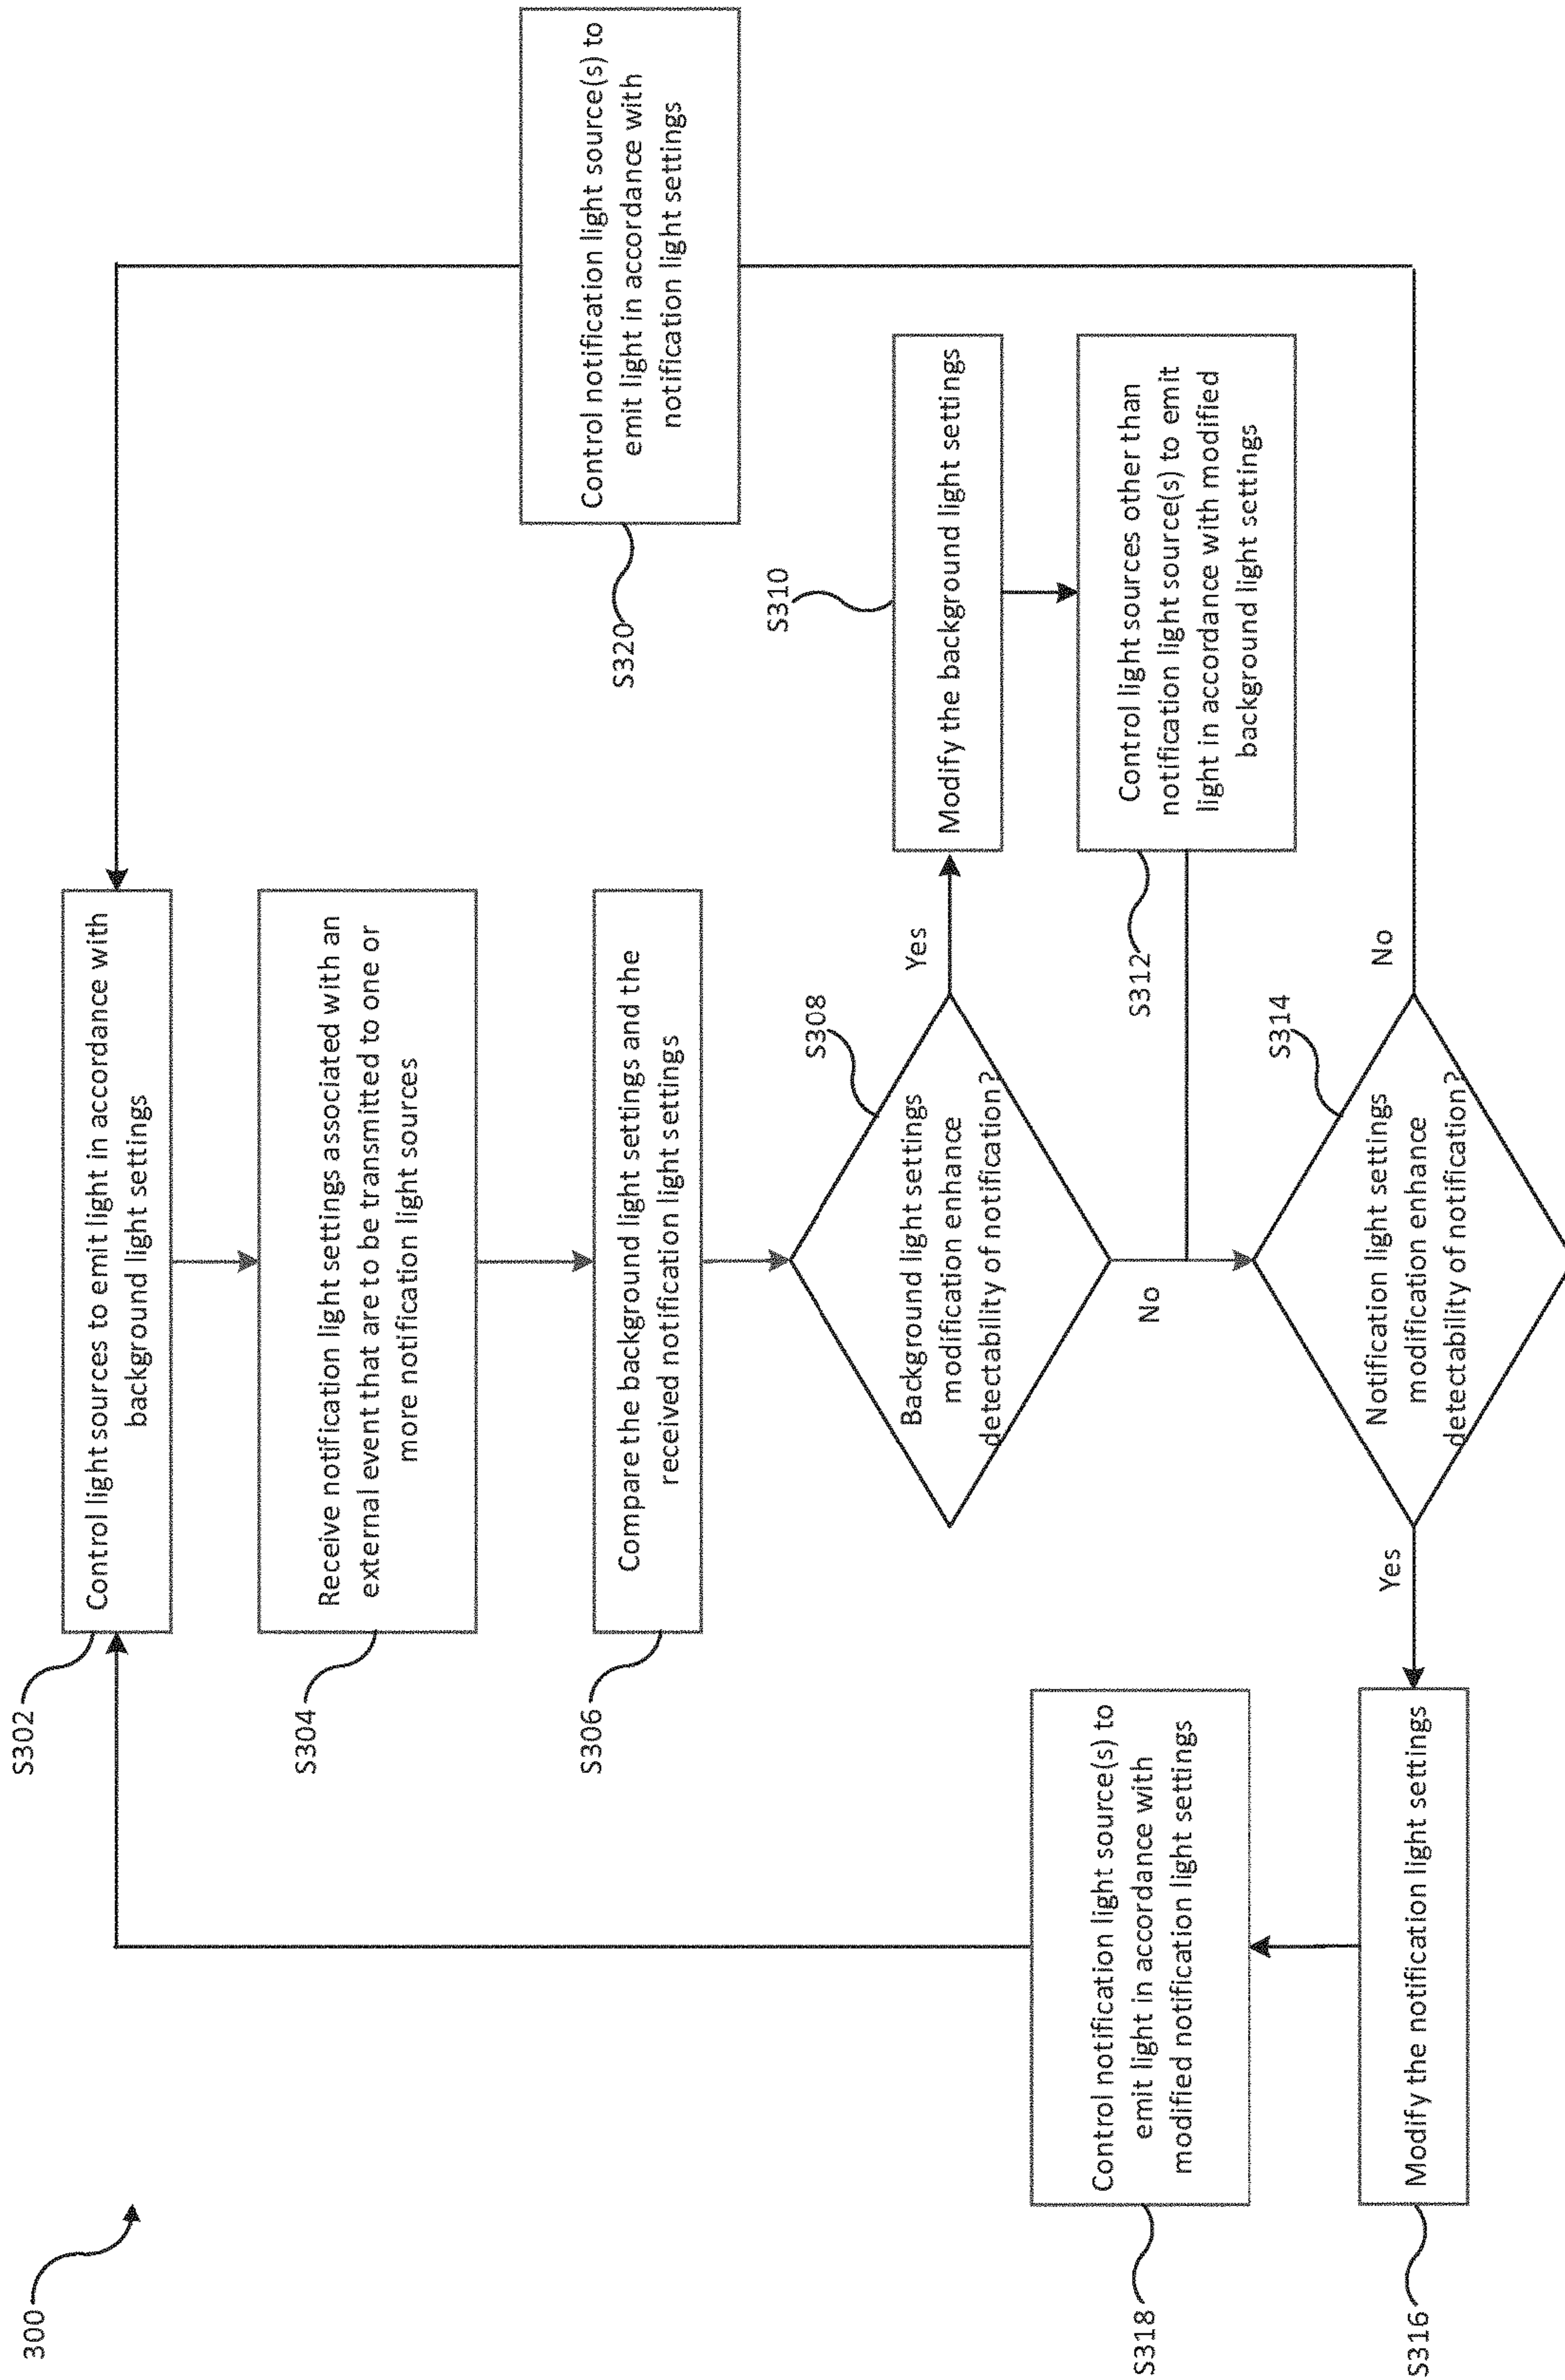 300
S302
Control light sources to emit light in accordance with
background light settings
S304
Receive notification light settings associated with an
external event that are to be transmitted to one or
more notification light sources
S306
Compare the background light settings and the
received notification light settings
S308
Background light settings
modification enhance
detectability of notification?
Yes
No
S310
Modify the background light settings
S312
Control light sources other than
notification light source(s) to emit
light in accordance with modified
background light settings
S314
Notification light settings
modification enhance
detectability of notification?
Yes
No
S316
Modify the notification light settings
S318
Control notification light source(s) to
emit light in accordance with
modified notification light settings
S320
Control notification light source(s) to
emit light in accordance with
notification light settings